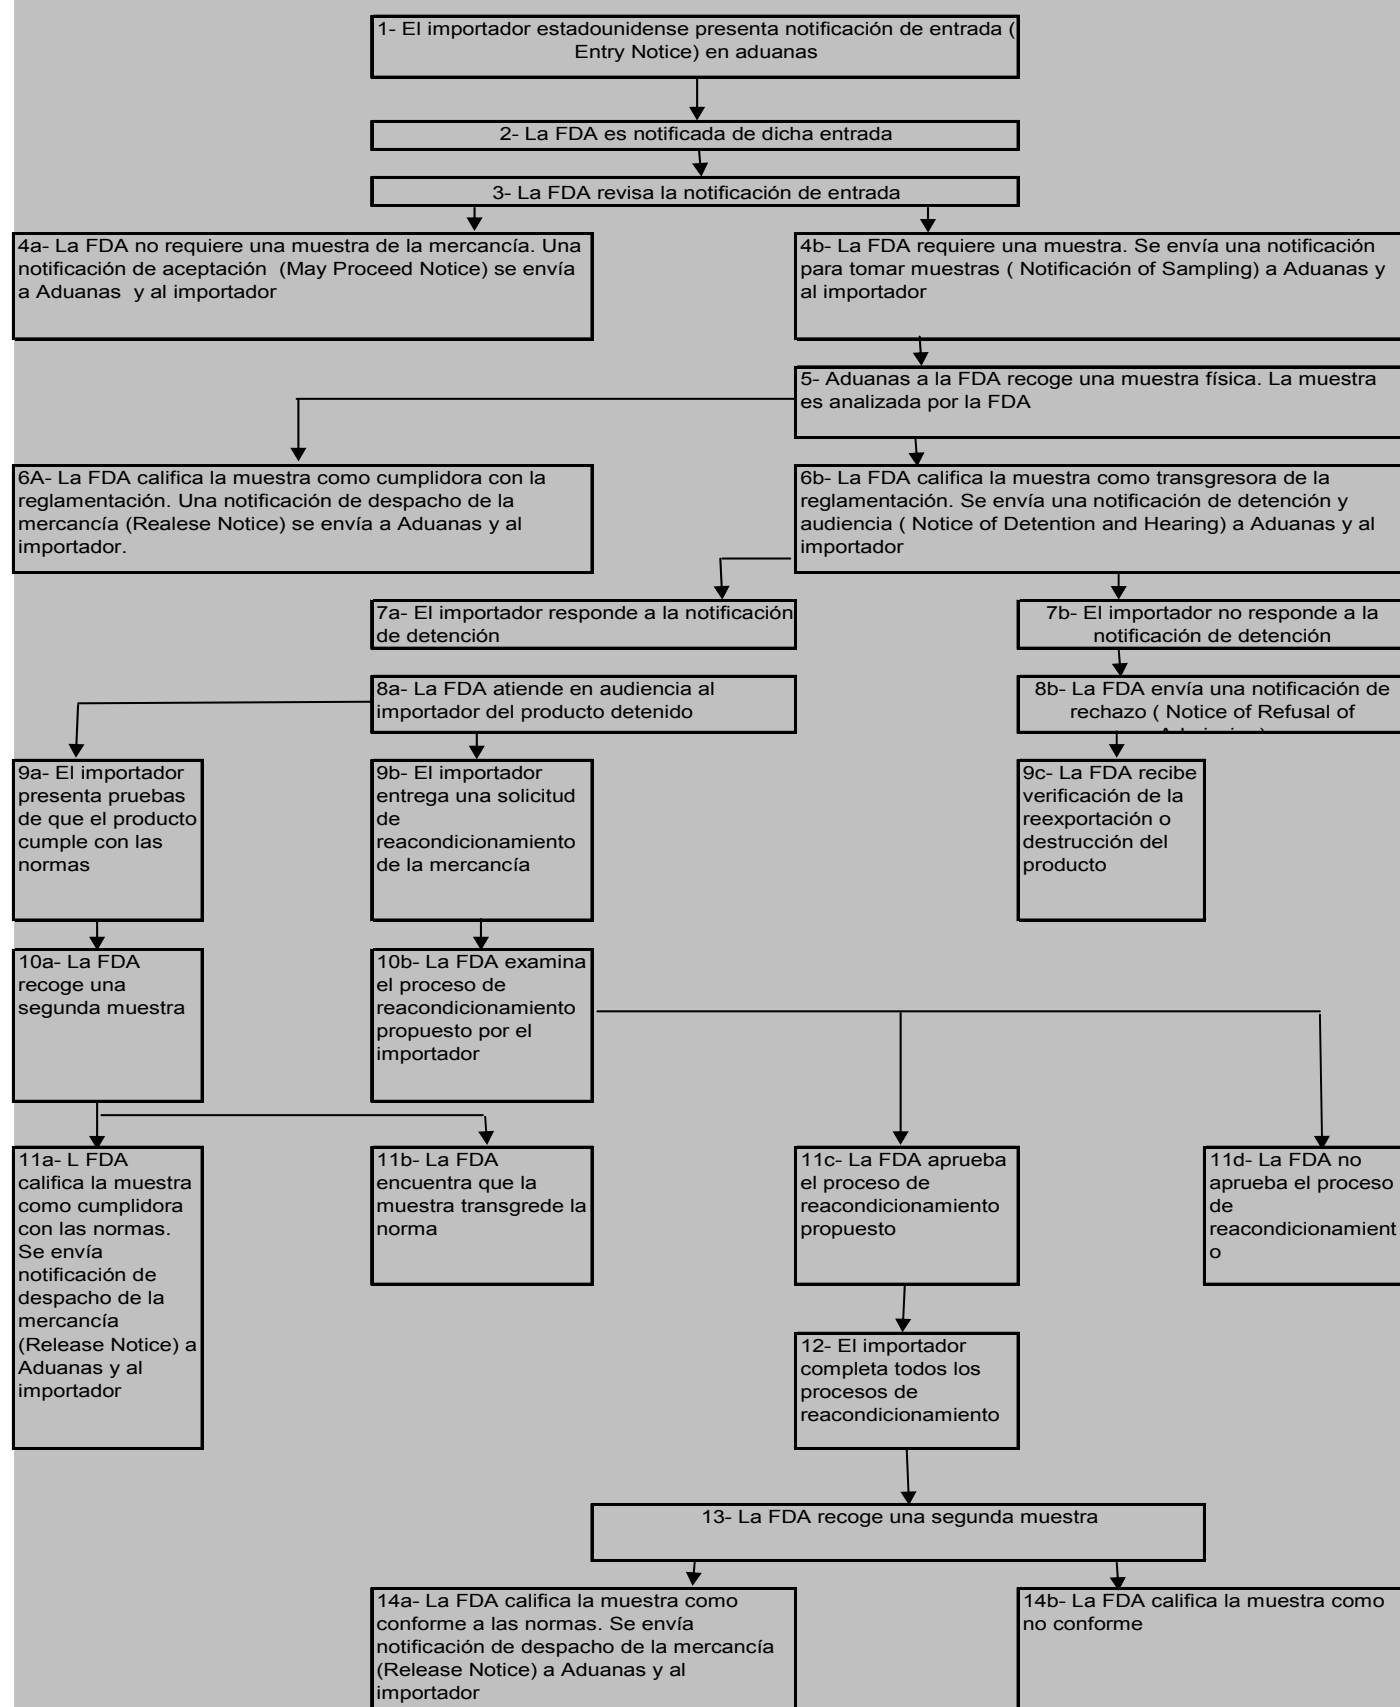 1- El importador estadounidense presenta notificación de entrada (
Entry Notice) en aduanas
2- La FDA es notificada de dicha entrada
3- La FDA revisa la notificación de entrada
4a- La FDA no requiere una muestra de la mercancía. Una
notificación de aceptación (May Proceed Notice) se envía
a Aduanas y al importador
4b- La FDA requiere una muestra. Se envía una notificación
para tomar muestras ( Notificación of Sampling) a Aduanas y
al importador
5- Aduanas a la FDA recoge una muestra física. La muestra
es analizada por la FDA
6A- La FDA califica la muestra como cumplidora con la
reglamentación. Una notificación de despacho de la
mercancía (Realese Notice) se envía a Aduanas y al
importador.
6b- La FDA califica la muestra como transgresora de la
reglamentación. Se envía una notificación de detención y
audiencia ( Notice of Detention and Hearing) a Aduanas y al
importador
7a- El importador responde a la notificación
de detención
7b- El importador no responde a la
notificación de detención
8a- La FDA atiende en audiencia al
importador del producto detenido
8b- La FDA envía una notificación de
rechazo ( Notice of Refusal of
9a- El importador
presenta pruebas
de que el producto
cumple con las
normas
9b- El importador
entrega una solicitud
de
reacondicionamiento
de la mercancía
9c- La FDA recibe
verificación de la
reexportación o
destrucción del
producto
10a- La FDA
recoge una
segunda muestra
10b- La FDA examina
el proceso de
reacondicionamiento
propuesto por el
importador
11a- L FDA
califica la muestra
como cumplidora
con las normas.
Se envía
notificación de
despacho de la
mercancía
(Release Notice) a
Aduanas y al
importador
11b- La FDA
encuentra que la
muestra transgrede la
norma
11c- La FDA aprueba
el proceso de
reacondicionamiento
propuesto
11d- La FDA no
aprueba el proceso
de
reacondicionamient
o
12- El importador
completa todos los
procesos de
reacondicionamiento
13- La FDA recoge una segunda muestra
14a- La FDA califica la muestra como
conforme a las normas. Se envía
notificación de despacho de la mercancía
(Release Notice) a Aduanas y al
importador
14b- La FDA califica la muestra como
no conforme